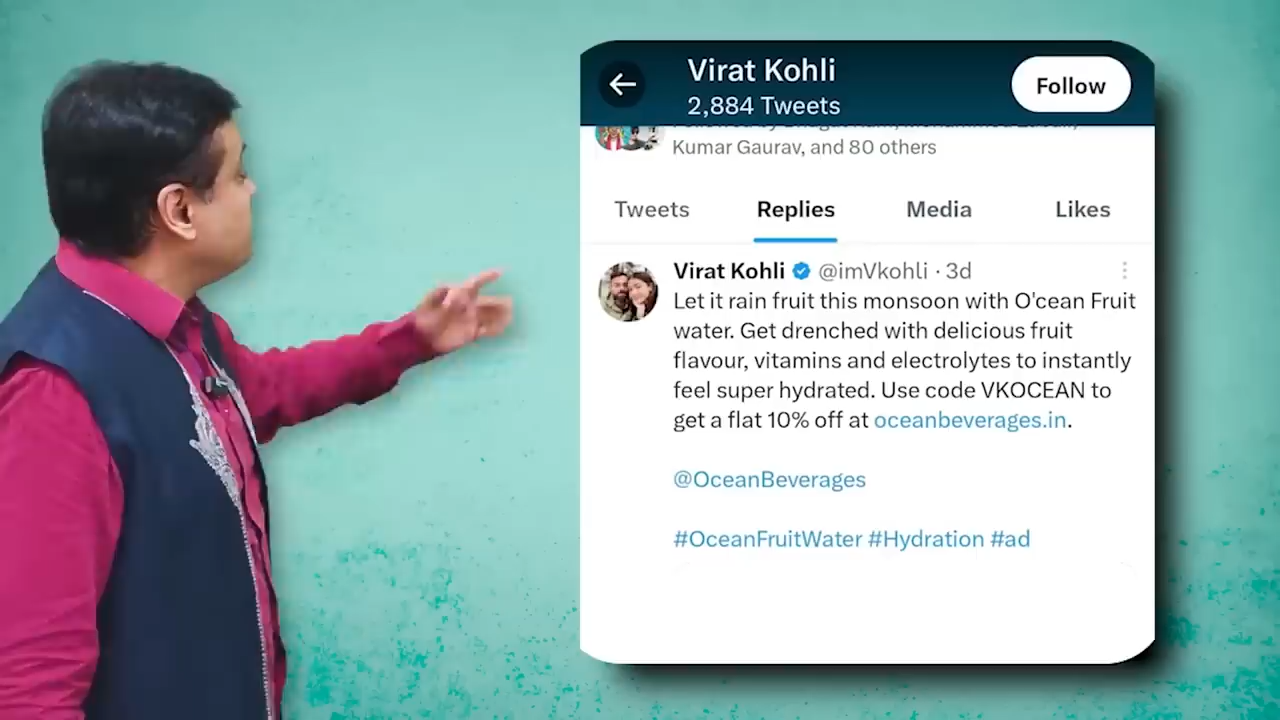 Virat Kohli
2,884 Tweets
Follow
Kumar Gaurav, and 80 others
Tweets Replies Media Likes
Virat Kohli @imVkohli · 3d
Let it rain fruit this monsoon with O'cean Fruit
water. Get drenched with delicious fruit
flavour, vitamins and electrolytes to instantly
feel super hydrated. Use code VKOCEAN to
get a flat 10% off at oceanbeverages.in.
@OceanBeverages
#OceanFruitWater #Hydration #ad